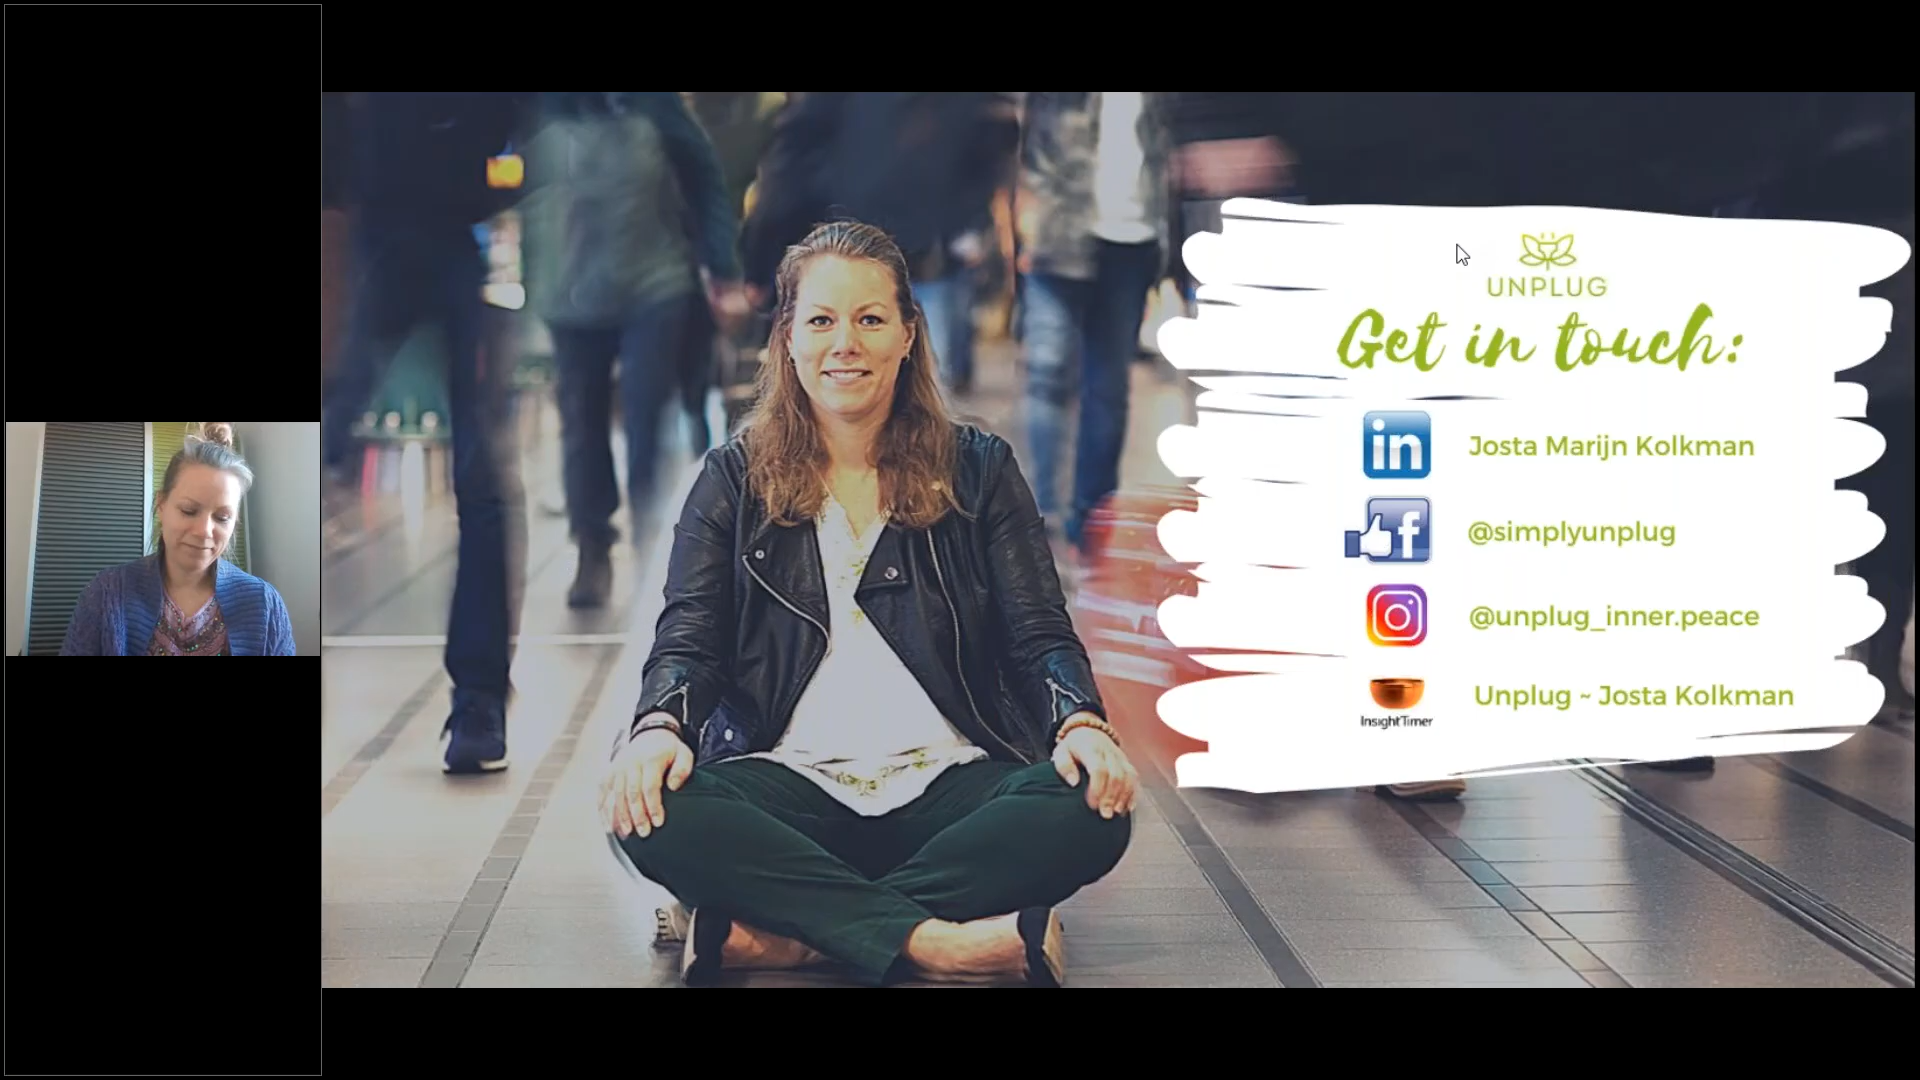 UNPLUG
Get in touch:
in Josta Marijn Kolkman
f @simplyunplug
@unplug_inner.peace
InsightTimer Unplug ~ Josta Kolkman